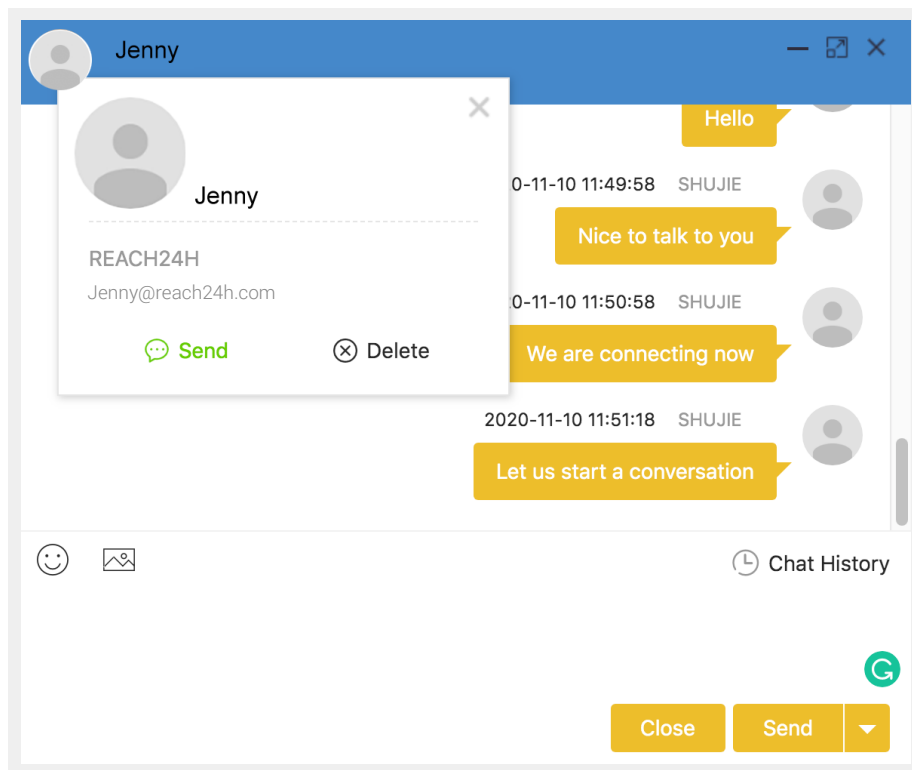 Jenny
Hello
Jenny
0-11-10 11:49:58 SHUJIE
Nice to talk to you
REACH24H
Jenny@reach24h.com
0-11-10 11:50:58 SHUJIE
We are connecting now
Send
Delete
2020-11-10 11:51:18 SHUJIE
Let us start a conversation
Chat History
G
Close
Send